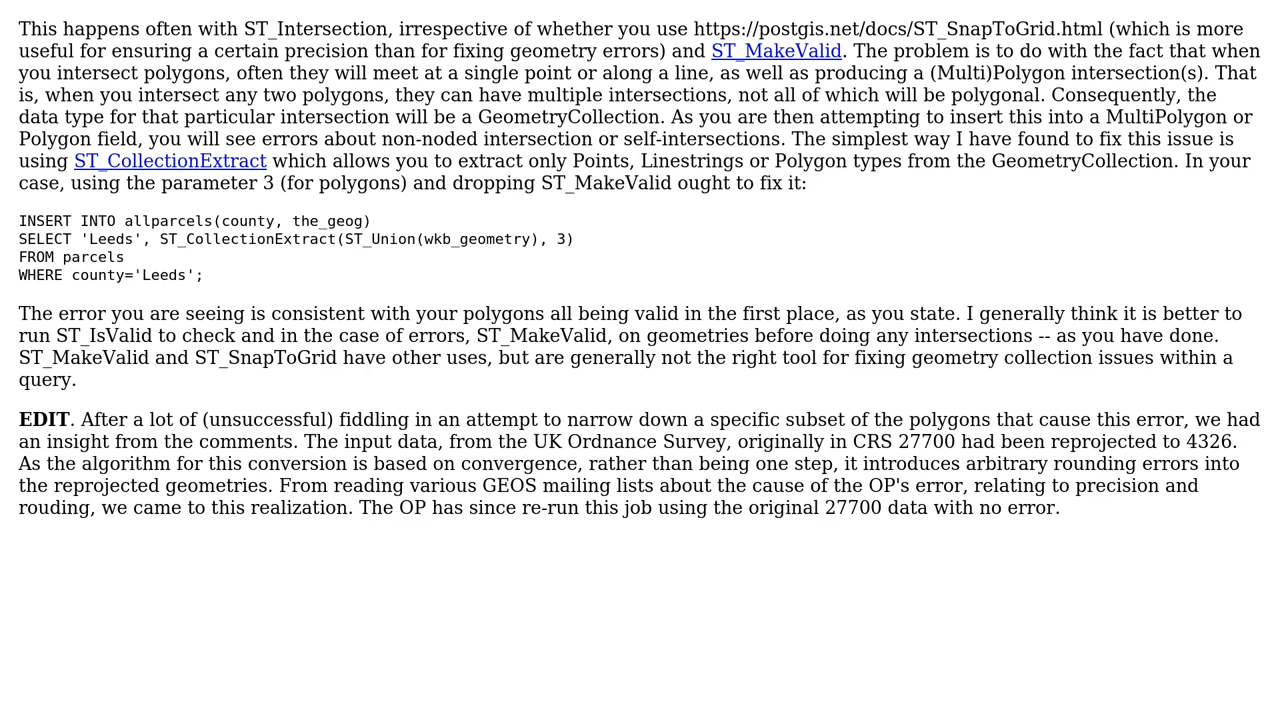 This happens often with ST_Intersection, irrespective of whether you use https://postgis.net/docs/ST_SnapToGrid.html (which is more
useful for ensuring a certain precision than for fixing geometry errors) and ST_MakeValid. The problem is to do with the fact that when
you intersect polygons, often they will meet at a single point or along a line, as well as producing a (Multi)Polygon intersection(s). That
is, when you intersect any two polygons, they can have multiple intersections, not all of which will be polygonal. Consequently, the
data type for that particular intersection will be a GeometryCollection. As you are then attempting to insert this into a MultiPolygon or
Polygon field, you will see errors about non-noded intersection or self-intersections. The simplest way I have found to fix this issue is
using ST_CollectionExtract which allows you to extract only Points, Linestrings or Polygon types from the GeometryCollection. In your
case, using the parameter 3 (for polygons) and dropping ST_MakeValid ought to fix it:
INSERT INTO allparcels(county, the_geog)
SELECT 'Leeds', ST_CollectionExtract(ST_Union(wkb_geometry), 3)
FROM parcels
WHERE county='Leeds';
The error you are seeing is consistent with your polygons all being valid in the first place, as you state. I generally think it is better to
run ST_IsValid to check and in the case of errors, ST_MakeValid, on geometries before doing any intersections -- as you have done.
ST_MakeValid and ST_SnapToGrid have other uses, but are generally not the right tool for fixing geometry collection issues within a
query.
EDIT. After a lot of (unsuccessful) fiddling in an attempt to narrow down a specific subset of the polygons that cause this error, we had
an insight from the comments. The input data, from the UK Ordnance Survey, originally in CRS 27700 had been reprojected to 4326.
As the algorithm for this conversion is based on convergence, rather than being one step, it introduces arbitrary rounding errors into
the reprojected geometries. From reading various GEOS mailing lists about the cause of the OP's error, relating to precision and
rouding, we came to this realization. The OP has since re-run this job using the original 27700 data with no error.